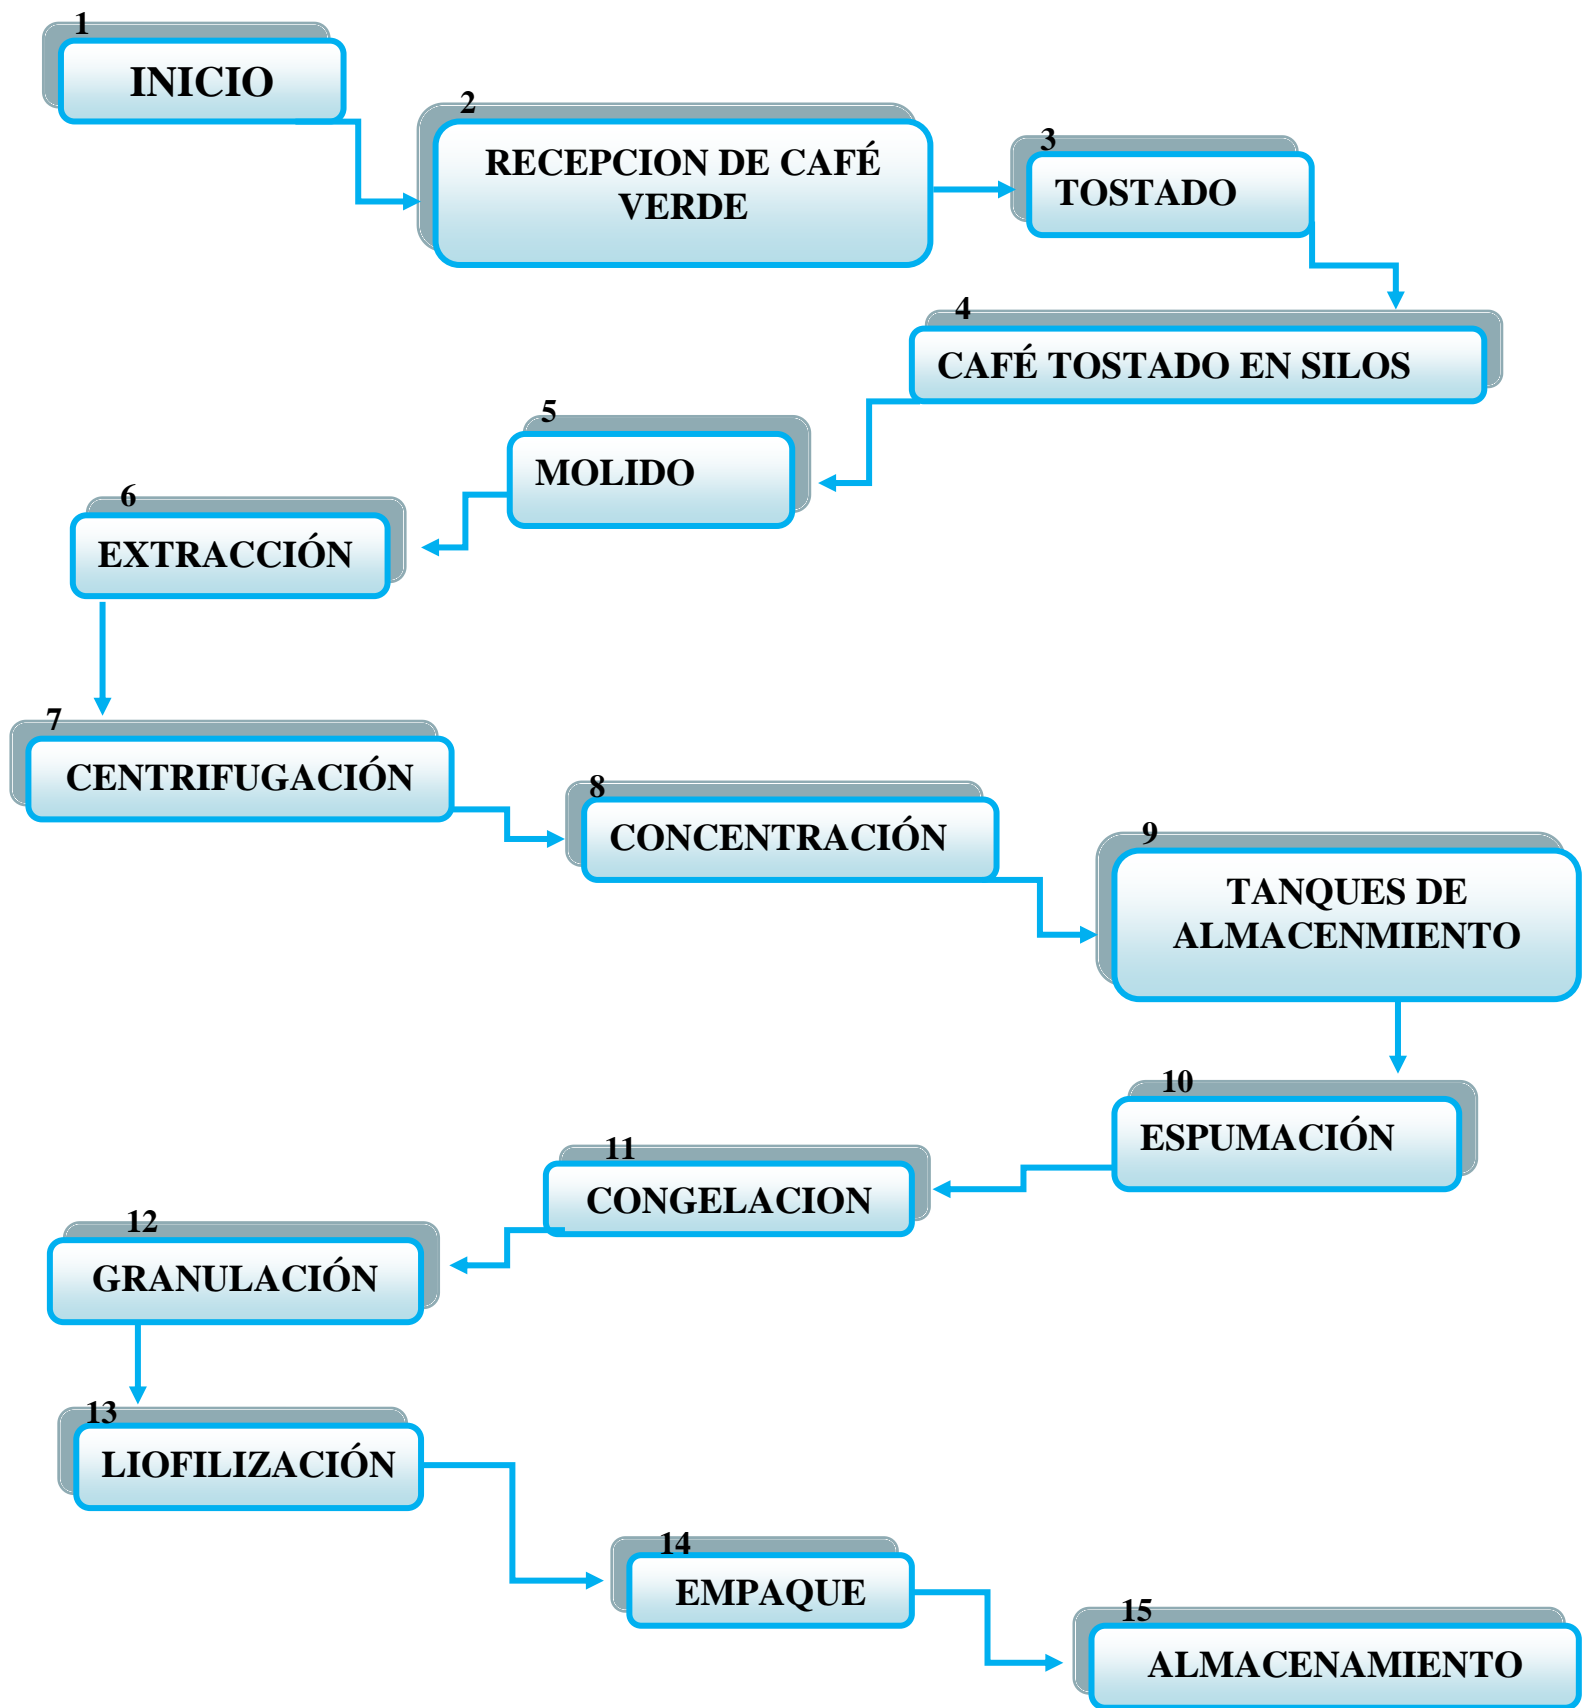 1
INICIO
2
RECEPCION DE CAFÉ
VERDE
3
TOSTADO
4
CAFÉ TOSTADO EN SILOS
5
MOLIDO
6
EXTRACCIÓN
7
CENTRIFUGACIÓN
8
CONCENTRACIÓN
9
TANQUES DE
ALMACENMIENTO
10
ESPUMACIÓN
11
CONGELACION
12
GRANULACIÓN
13
LIOFILIZACIÓN
14
EMPAQUE
15
ALMACENAMIENTO